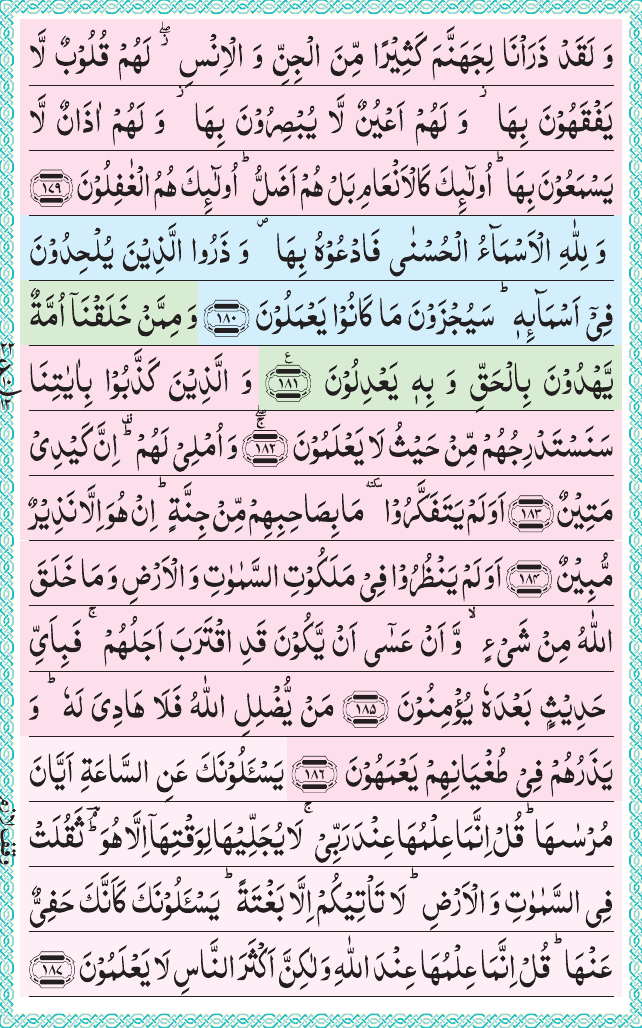 وَ لَقَدْ ذَرَاْنَا لِجَهَنَّمَ كَثِیْرًا مِّنَ الْجِنِّ وَ الْاِنْسِ ۖ٘ لَهُمْ قُلُوْبٌ لَّا
یَفْقَهُوْنَ بِهَا ٘ وَ لَهُمْ اَعْیُنٌ لَّا یُبْصِرُوْنَ بِهَا ٘ وَ لَهُمْ اٰذَانٌ لَّا
یَسْمَعُوْنَ بِهَا ؕ اُولٰٓىِٕكَ كَالْاَنْعَامِ بَلْ هُمْ اَضَلُّ ؕ اُولٰٓىِٕكَ هُمُ الْغٰفِلُوْنَ ﴿۱۷۹﴾
وَ لِلّٰهِ الْاَسْمَآءُ الْحُسْنٰى فَادْعُوْهُ بِهَا ۪ وَ ذَرُوا الَّذِیْنَ یُلْحِدُوْنَ
فِیْۤ اَسْمَآىِٕهٖ ؕ سَیُجْزَوْنَ مَا كَانُوْا یَعْمَلُوْنَ ﴿۱۸۰﴾ وَ مِمَّنْ خَلَقْنَاۤ اُمَّةٌ
یَّهْدُوْنَ بِالْحَقِّ وَ بِهٖ یَعْدِلُوْنَ ﴿۱۸۱﴾ ع وَ الَّذِیْنَ كَذَّبُوْا بِاٰیٰتِنَا
سَنَسْتَدْرِجُهُمْ مِّنْ حَیْثُ لَا یَعْلَمُوْنَ ﴿۱۸۲﴾ۚۖ وَ اُمْلِیْ لَهُمْ ؕ۫ اِنَّ كَیْدِیْ
مَتِیْنٌ ﴿۱۸۳﴾ اَوَلَمْ یَتَفَكَّرُوْا ٚ سكته مَا بِصَاحِبِهِمْ مِّنْ جِنَّةٍ ؕ اِنْ هُوَ اِلَّا نَذِیْرٌ
مُّبِیْنٌ ﴿۱۸۴﴾ اَوَلَمْ یَنْظُرُوْا فِیْ مَلَكُوْتِ السَّمٰوٰتِ وَ الْاَرْضِ وَ مَا خَلَقَ
اللّٰهُ مِنْ شَیْءٍ ۙ وَّ اَنْ عَسٰۤى اَنْ یَّكُوْنَ قَدِ اقْتَرَبَ اَجَلُهُمْ ۚ فَبِاَیِّ
حَدِیْثٍۭ بَعْدَهٗ یُؤْمِنُوْنَ ﴿۱۸۵﴾ مَنْ یُّضْلِلِ اللّٰهُ فَلَا هَادِیَ لَهٗ ؕ وَ
یَذَرُهُمْ فِیْ طُغْیَانِهِمْ یَعْمَهُوْنَ ﴿۱۸۶﴾ یَسْـَٔلُوْنَكَ عَنِ السَّاعَةِ اَیَّانَ
مُرْسٰىهَا ؕ قُلْ اِنَّمَا عِلْمُهَا عِنْدَ رَبِّیْ ۚ لَا یُجَلِّیْهَا لِوَقْتِهَاۤ اِلَّا هُوَ ؔۘؕ ثَقُلَتْ
فِی السَّمٰوٰتِ وَ الْاَرْضِ ؕ لَا تَاْتِیْكُمْ اِلَّا بَغْتَةً ؕ یَسْـَٔلُوْنَكَ كَاَنَّكَ حَفِیٌّ
عَنْهَا ؕ قُلْ اِنَّمَا عِلْمُهَا عِنْدَ اللّٰهِ وَ لٰكِنَّ اَكْثَرَ النَّاسِ لَا یَعْلَمُوْنَ ﴿۱۸۷﴾